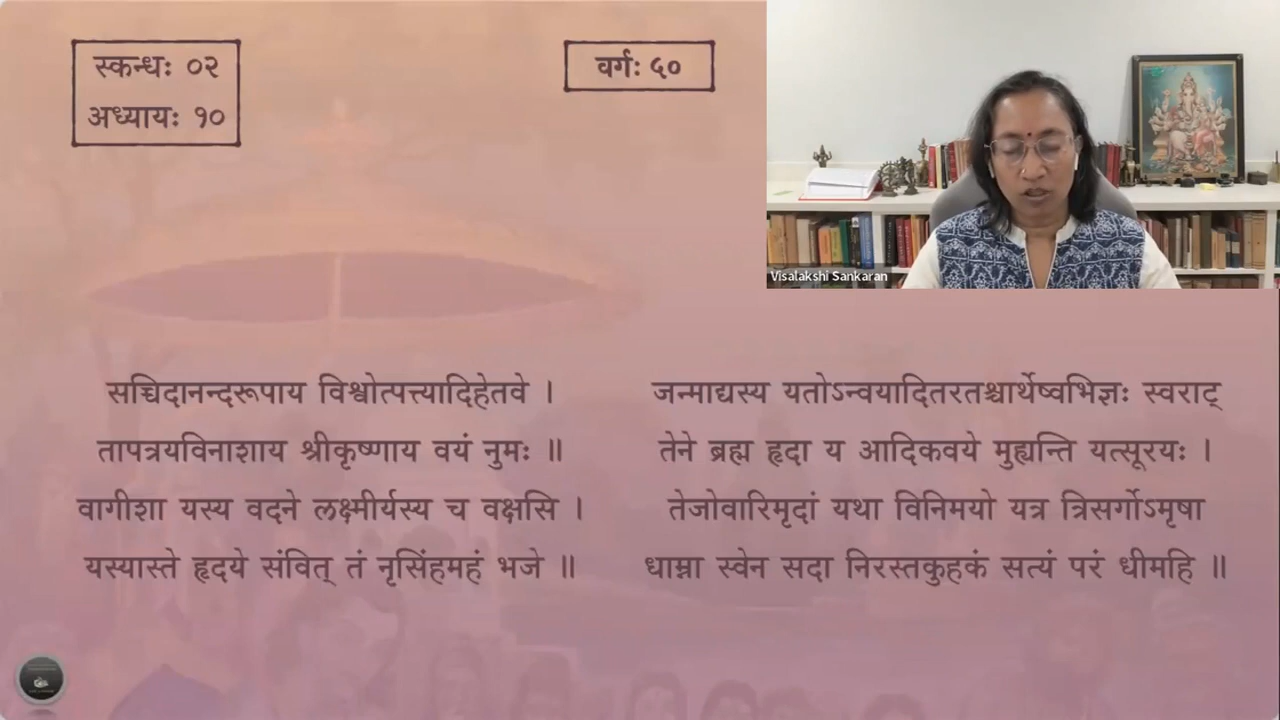 स्कन्धः ०२
अध्यायः १०
वर्गः ५०
Visalakshi Sankaran
सच्चिदानन्दरूपाय विश्वोत्पत्त्यादिहेतवे ।
तापत्रयविनाशाय श्रीकृष्णाय वयं नुमः ॥
वागीशा यस्य वदने लक्ष्मीर्यस्य च वक्षसि ।
यस्यास्ते हृदये संवित् तं नृसिंहमहं भजे ॥
जन्माद्यस्य यतोऽन्वयादितरतश्चार्थेष्वभिज्ञः स्वराट्
तेने ब्रह्म हृदा य आदिकवये मुह्यन्ति यत्सूरयः ।
तेजोवारिमृदां यथा विनिमयो यत्र त्रिसर्गोऽमृषा
धाम्ना स्वेन सदा निरस्तकुहकं सत्यं परं धीमहि ॥